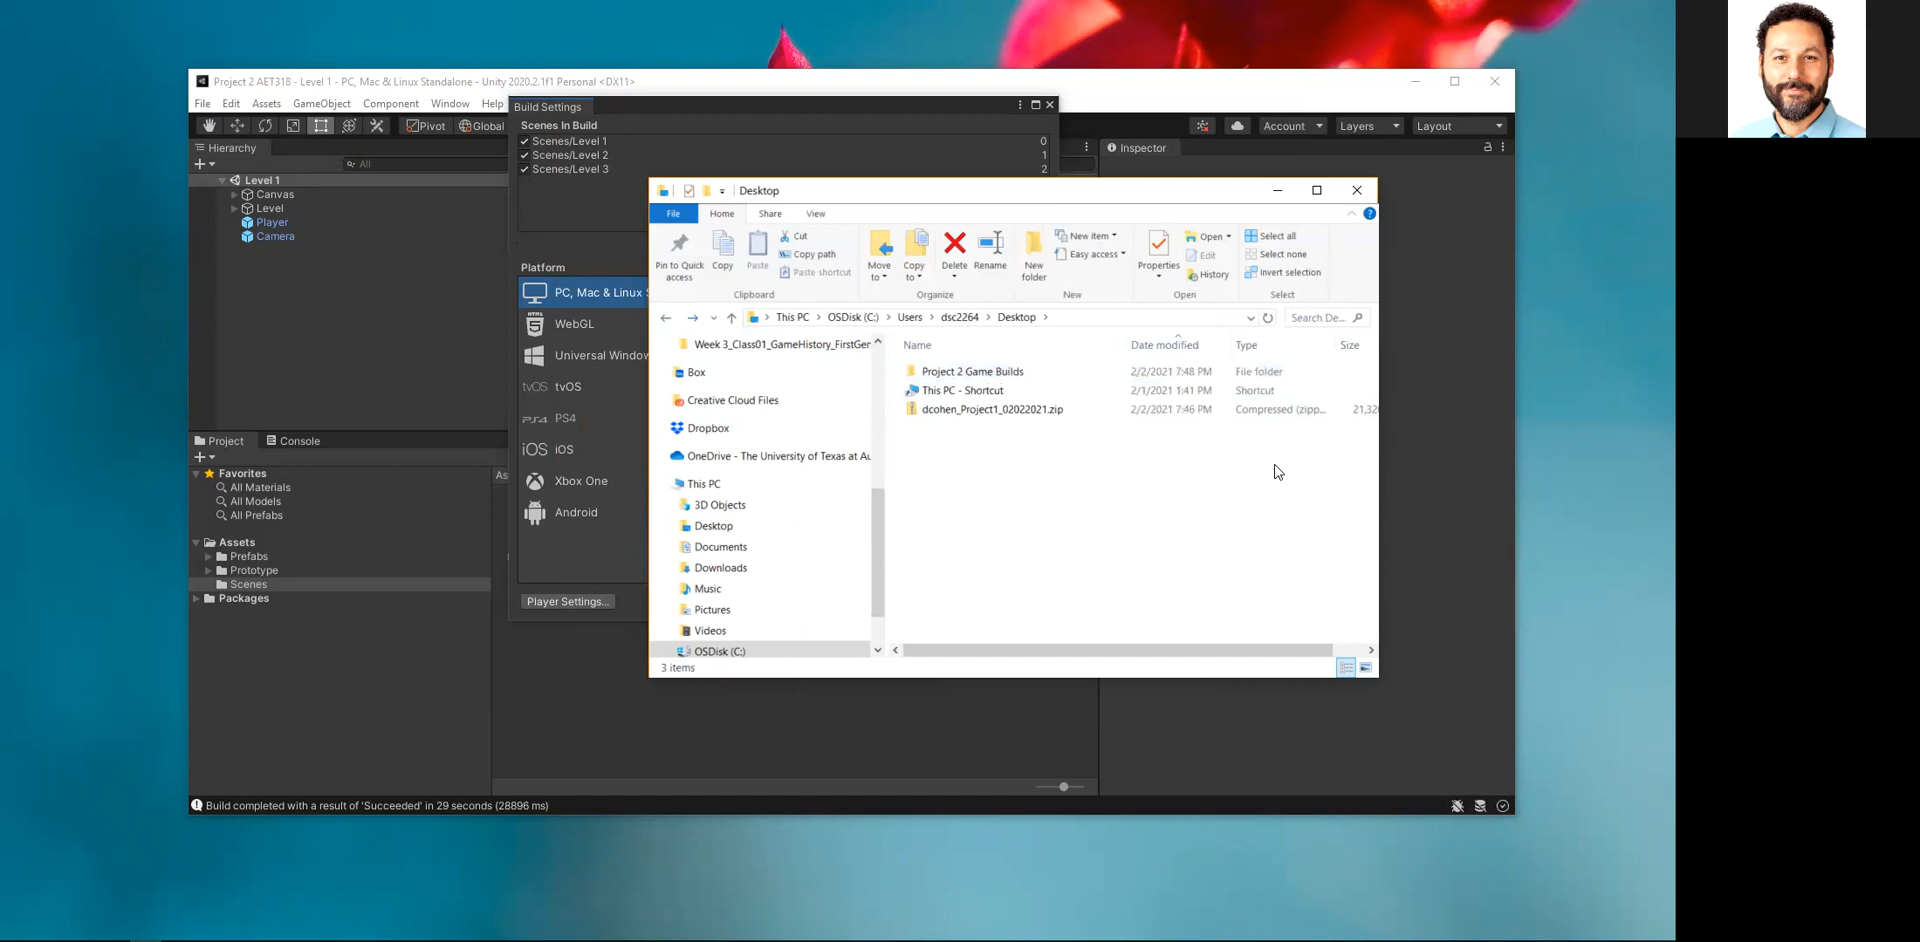 Project 2 AET318 - Level 1 - PC, Mac & Linux Standalone - Unity 2020.2.1f1 Personal <DX11>
File Edit Assets GameObject Component Window Help
Pivot Global
Account Layers Layout
Hierarchy
All
Level 1
Canvas
Level
Player
Camera
Build Settings
Scenes In Build
Scenes/Level 1 0
Scenes/Level 2 1
Scenes/Level 3 2
Platform
PC, Mac & Linux S
HTML 5 WebGL
Universal Window
tvOS tvOS
PS4 PS4
iOS iOS
Xbox One
Android
Player Settings...
Inspector
Desktop
File Home Share View
Pin to Quick access
Copy
Paste
Cut
Copy path
Paste shortcut
Clipboard
Move to
Copy to
Delete
Rename
Organize
New folder
New item
Easy access
New
Properties
Open
Edit
History
Open
Select all
Select none
Invert selection
Select
This PC > OSDisk (C:) > Users > dsc2264 > Desktop >
Search De...
Week 3_Class01_GameHistory_FirstGer
Box
Creative Cloud Files
Dropbox
OneDrive - The University of Texas at Au
This PC
3D Objects
Desktop
Documents
Downloads
Music
Pictures
Videos
OSDisk (C:)
Name Date modified Type Size
Project 2 Game Builds 2/2/2021 7:48 PM File folder
This PC - Shortcut 2/1/2021 1:41 PM Shortcut
dcohen_Project1_02022021.zip 2/2/2021 7:46 PM Compressed (zipp... 21,320
3 items
Project Console
As
Favorites
All Materials
All Models
All Prefabs
Assets
Prefabs
Prototype
Scenes
Packages
Build completed with a result of 'Succeeded' in 29 seconds (28896 ms)